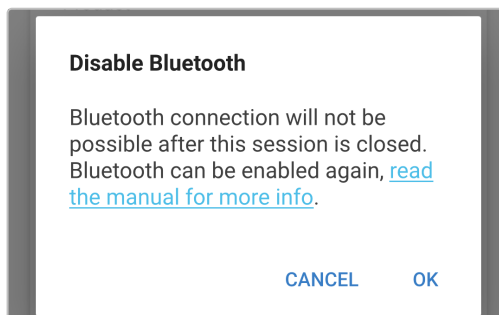 Disable Bluetooth
Bluetooth connection will not be
possible after this session is closed.
Bluetooth can be enabled again, read
the manual for more info.
CANCEL OK